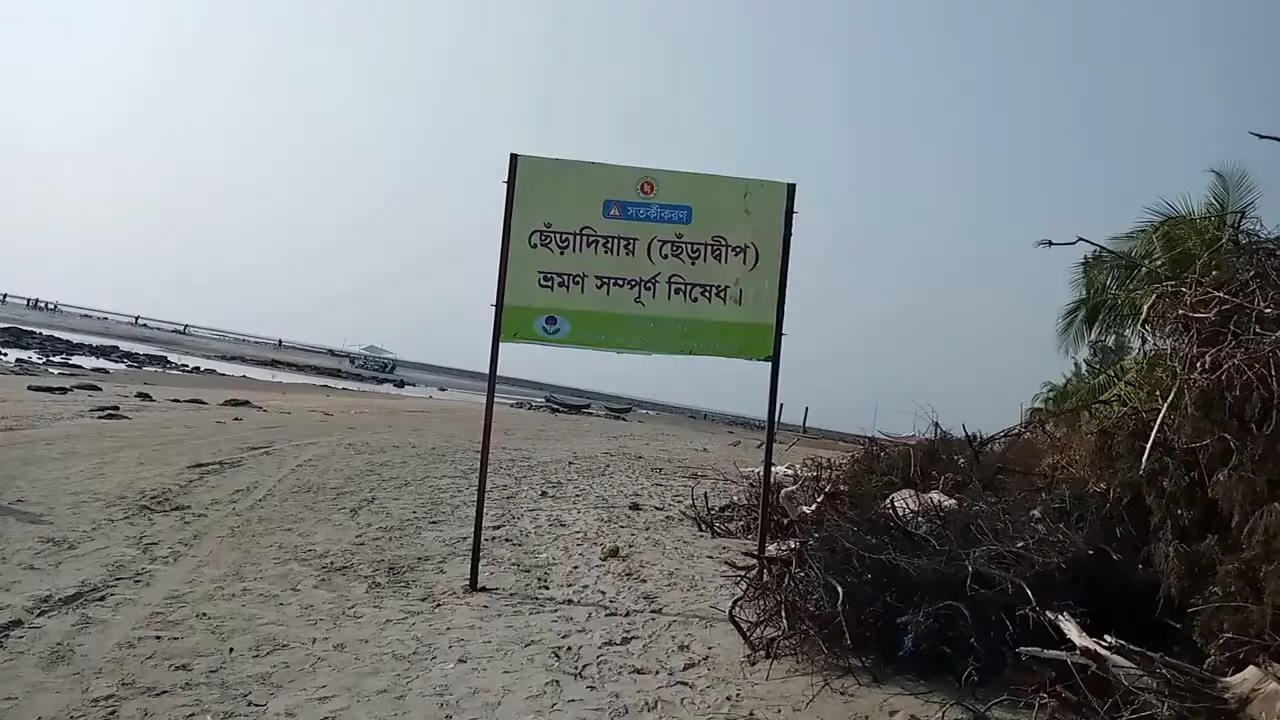 সতর্কীকরণ
ছেঁড়াদিয়ায় (ছেঁড়াদ্বীপ)
ভ্রমণ সম্পূর্ণ নিষেধ।